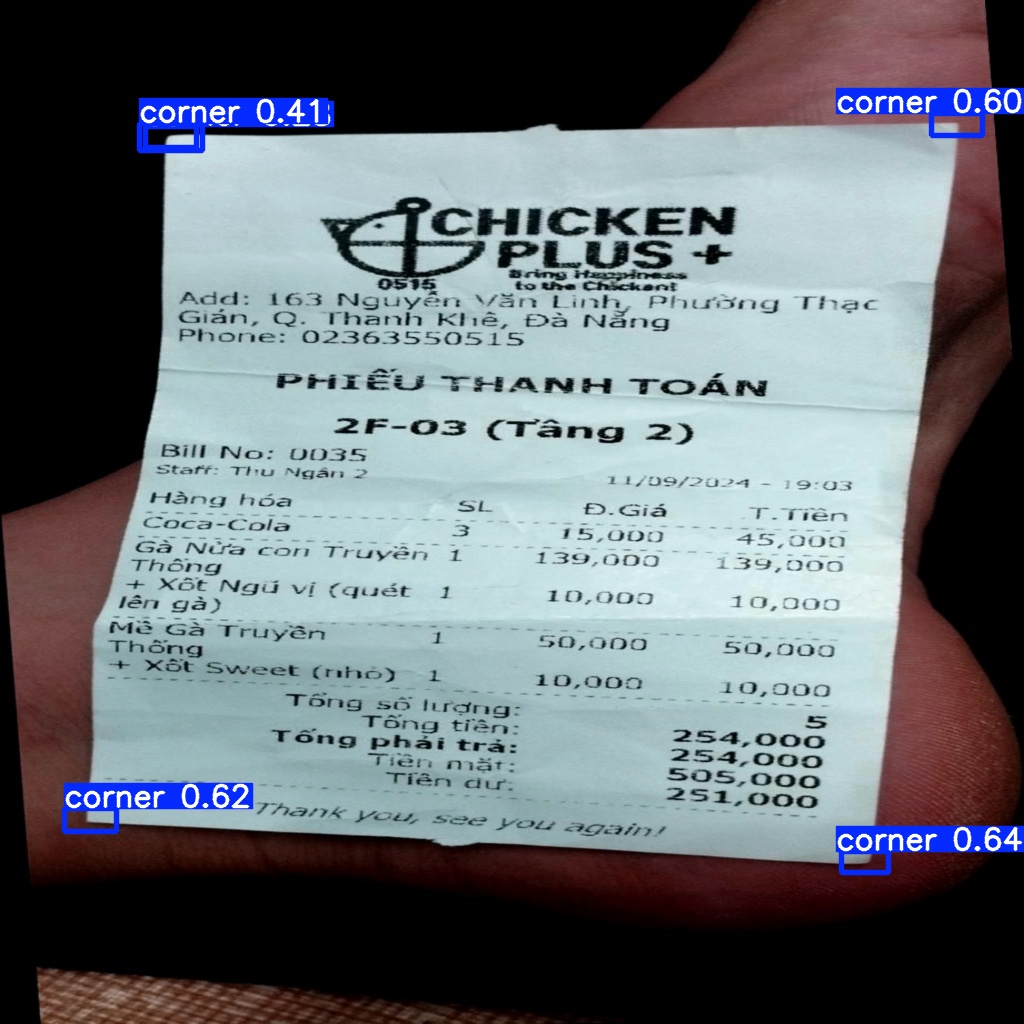 corner 0.41
corner 0.60
CHICKEN
PLUS +
Bring Happiness
to the Chickent
0515
Add: 163 Nguyễn Văn Linh, Phường Thạc
Gián, Q. Thanh Khê, Đà Nẵng
Phone: 02363550515
PHIẾU THANH TOÁN
2F-03 (Tầng 2)
Bill No: 0035
Staff: Thu Ngân 2 11/09/2024 - 19:03
Hàng hóa SL Đ.Giá T.Tiền
Coca-Cola 3 15,000 45,000
Gà Nửa con Truyền 1 139,000 139,000
Thống
+ Xốt Ngũ vị (quét 1 10,000 10,000
lên gà)
Mề Gà Truyền 1 50,000 50,000
Thống
+ Xốt Sweet (nhỏ) 1 10,000 10,000
Tổng số lượng: 5
Tổng tiền: 254,000
Tổng phải trả: 254,000
Tiền mặt: 505,000
Tiền dư: 251,000
Thank you, see you again!
corner 0.62
corner 0.64